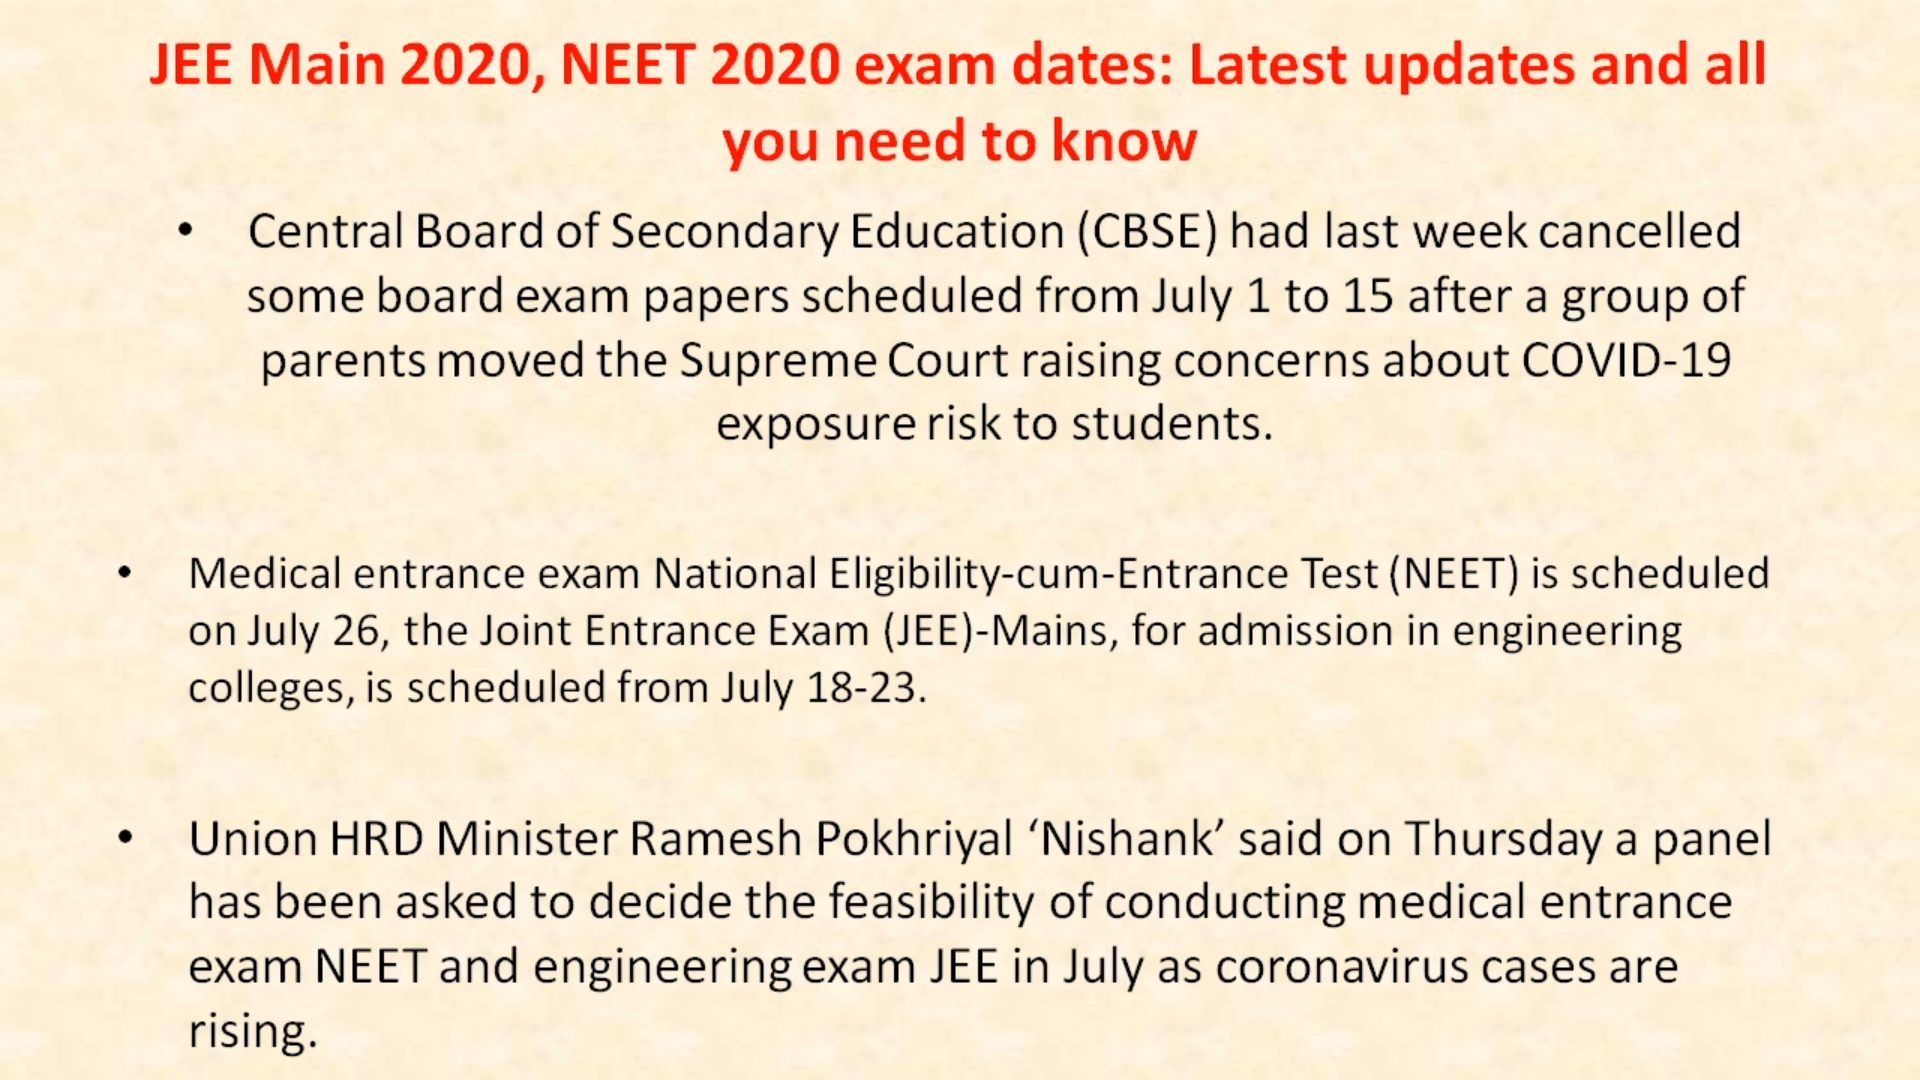 JEE Main 2020, NEET 2020 exam dates: Latest updates and all
you need to know
• Central Board of Secondary Education (CBSE) had last week cancelled
some board exam papers scheduled from July 1 to 15 after a group of
parents moved the Supreme Court raising concerns about COVID-19
exposure risk to students.
• Medical entrance exam National Eligibility-cum-Entrance Test (NEET) is scheduled
on July 26, the Joint Entrance Exam (JEE)-Mains, for admission in engineering
colleges, is scheduled from July 18-23.
• Union HRD Minister Ramesh Pokhriyal ‘Nishank’ said on Thursday a panel
has been asked to decide the feasibility of conducting medical entrance
exam NEET and engineering exam JEE in July as coronavirus cases are
rising.